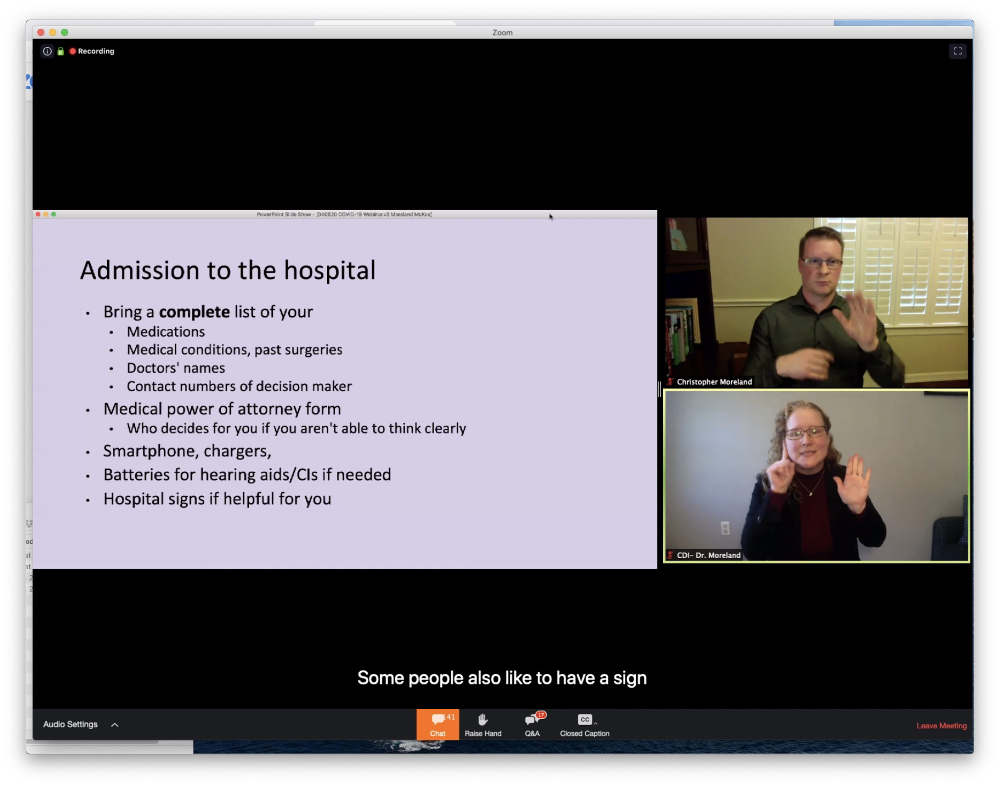 Zoom
Recording
PowerPoint Slide Show - [040620 COVID-19 Webinar.v3 Moreland McKee]
Admission to the hospital
• Bring a complete list of your
• Medications
• Medical conditions, past surgeries
• Doctors' names
• Contact numbers of decision maker
• Medical power of attorney form
• Who decides for you if you aren't able to think clearly
• Smartphone, chargers,
• Batteries for hearing aids/CIs if needed
• Hospital signs if helpful for you
Christopher Moreland
CDI- Dr. Moreland
Some people also like to have a sign
Audio Settings
141
Chat
Raise Hand
17
Q&A
CC
Closed Caption
Leave Meeting